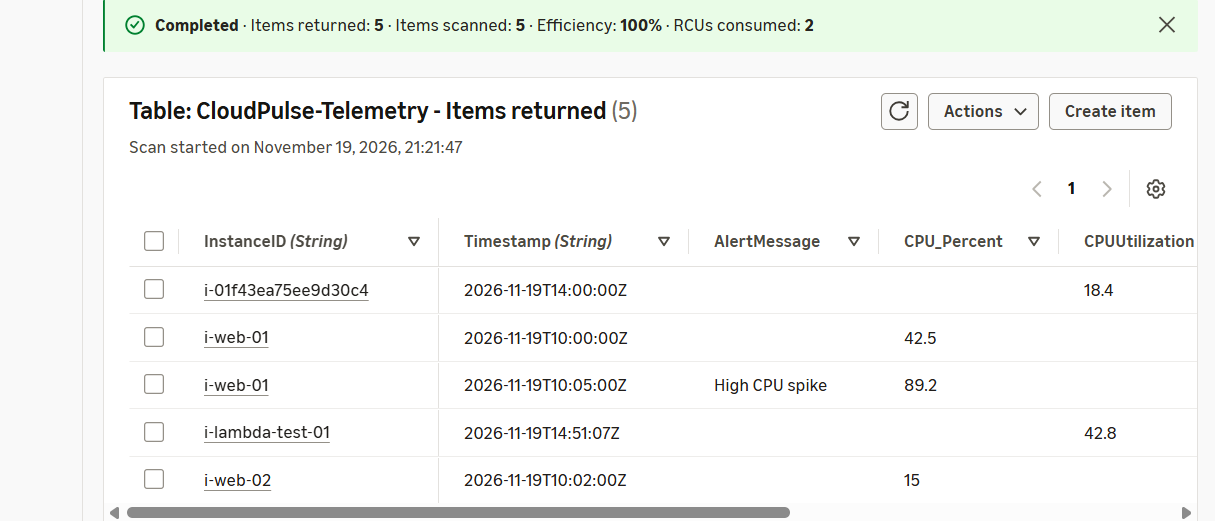 Completed · Items returned: 5 · Items scanned: 5 · Efficiency: 100% · RCUs consumed: 2
Table: CloudPulse-Telemetry - Items returned (5)
Actions
Create item
Scan started on November 19, 2026, 21:21:47
1
InstanceID (String) Timestamp (String) AlertMessage CPU_Percent CPUUtilization
i-01f43ea75ee9d30c4 2026-11-19T14:00:00Z 18.4
i-web-01 2026-11-19T10:00:00Z 42.5
i-web-01 2026-11-19T10:05:00Z High CPU spike 89.2
i-lambda-test-01 2026-11-19T14:51:07Z 42.8
i-web-02 2026-11-19T10:02:00Z 15